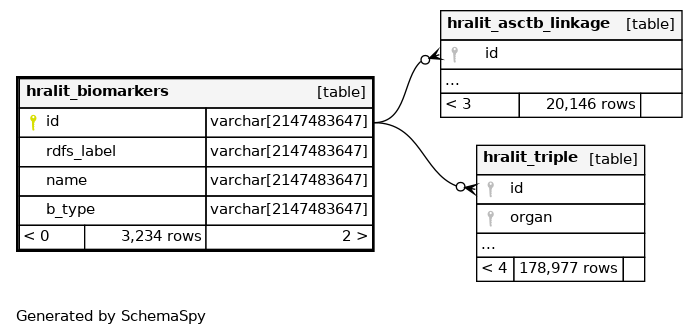 hralit_biomarkers [table]
id varchar[2147483647]
rdfs_label varchar[2147483647]
name varchar[2147483647]
b_type varchar[2147483647]
< 0 3,234 rows 2 >
hralit_asctb_linkage [table]
id
...
< 3 20,146 rows
hralit_triple [table]
id
organ
...
< 4 178,977 rows
Generated by SchemaSpy